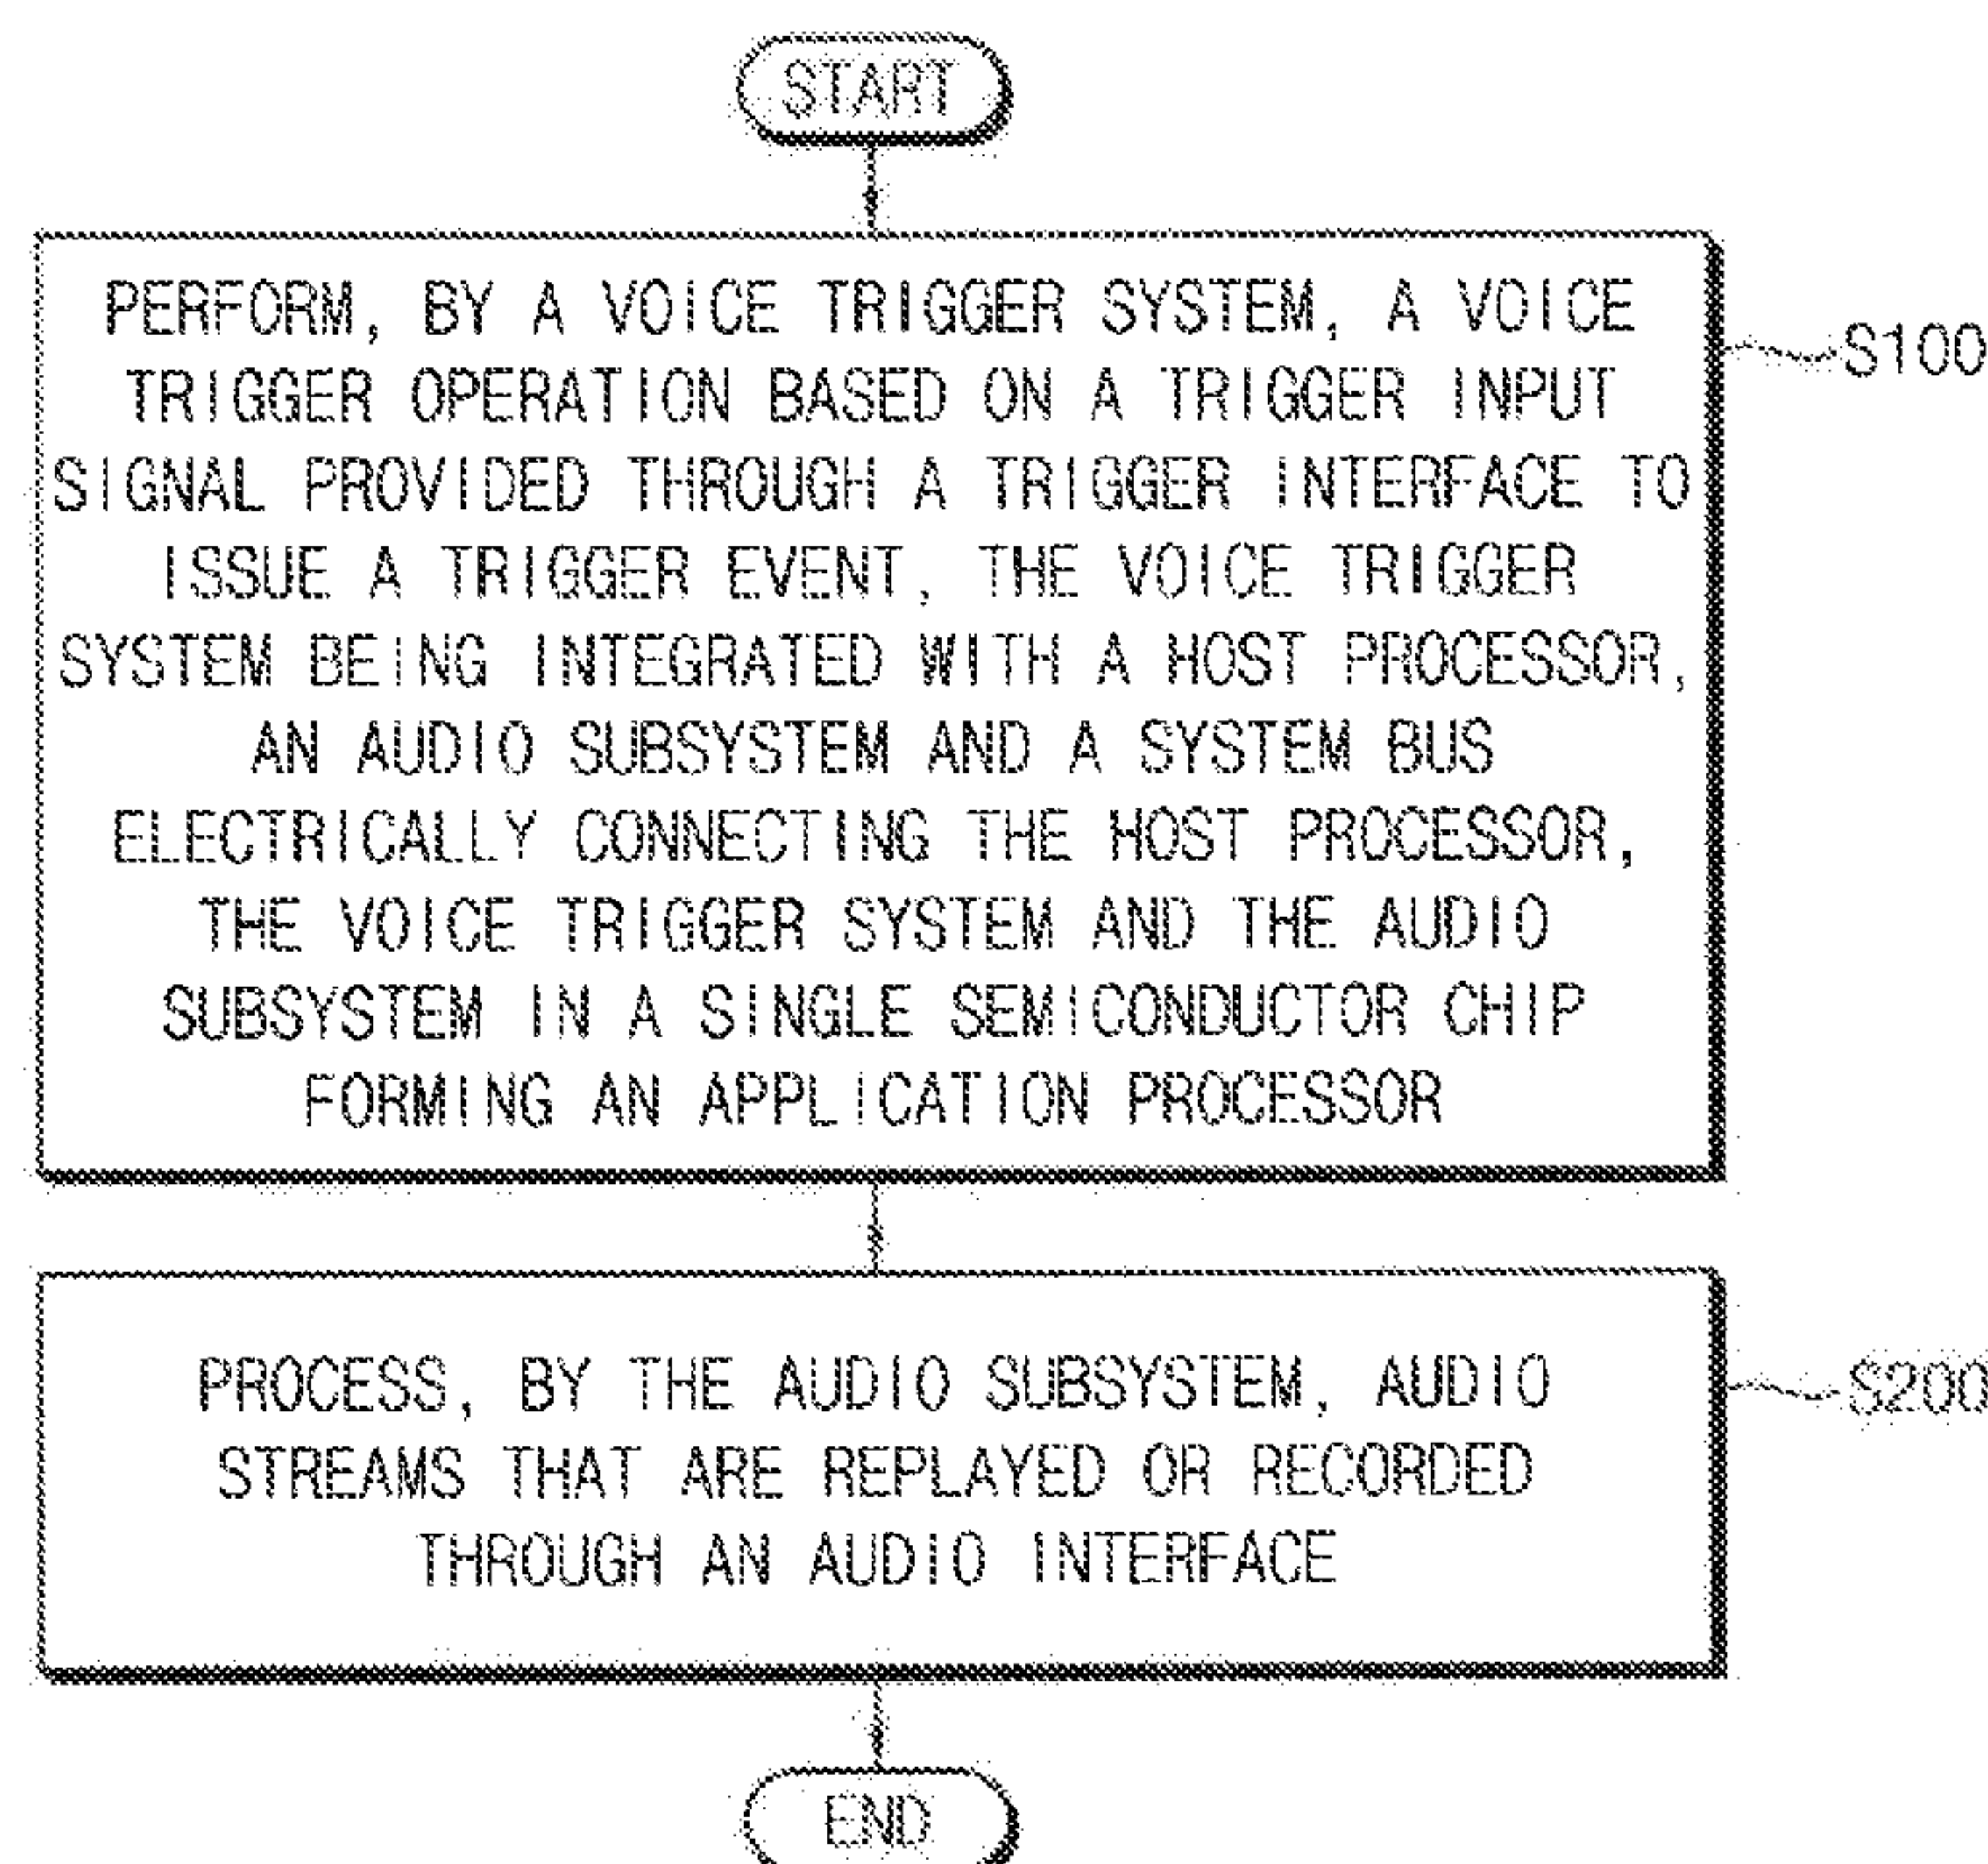 START
PERFORM, BY A VOICE TRIGGER SYSTEM, A VOICE
TRIGGER OPERATION BASED ON A TRIGGER INPUT
SIGNAL PROVIDED THROUGH A TRIGGER INTERFACE TO
ISSUE A TRIGGER EVENT, THE VOICE TRIGGER
SYSTEM BEING INTEGRATED WITH A HOST PROCESSOR,
AN AUDIO SUBSYSTEM AND A SYSTEM BUS
ELECTRICALLY CONNECTING THE HOST PROCESSOR,
THE VOICE TRIGGER SYSTEM AND THE AUDIO
SUBSYSTEM IN A SINGLE SEMICONDUCTOR CHIP
FORMING AN APPLICATION PROCESSOR
S100
PROCESS, BY THE AUDIO SUBSYSTEM, AUDIO
STREAMS THAT ARE REPLAYED OR RECORDED
THROUGH AN AUDIO INTERFACE
S200
END